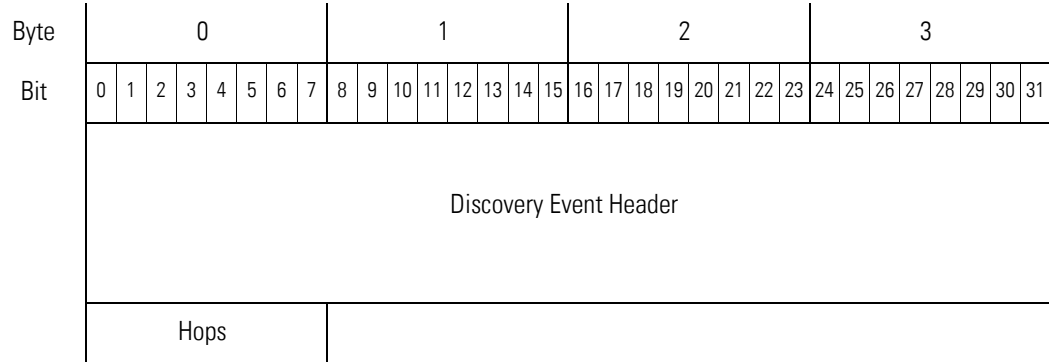 Byte 0 1 2 3
Bit 0 1 2 3 4 5 6 7 8 9 10 11 12 13 14 15 16 17 18 19 20 21 22 23 24 25 26 27 28 29 30 31
Discovery Event Header
Hops